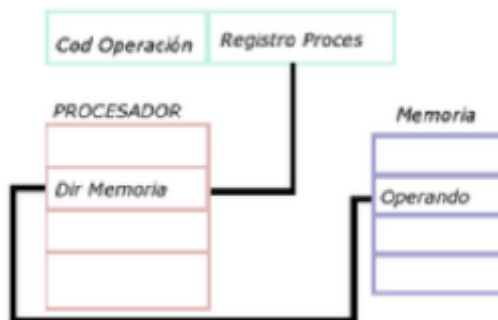 Cod Operación
Registro Proces
PROCESADOR
Memoria
Dir Memoria
Operando